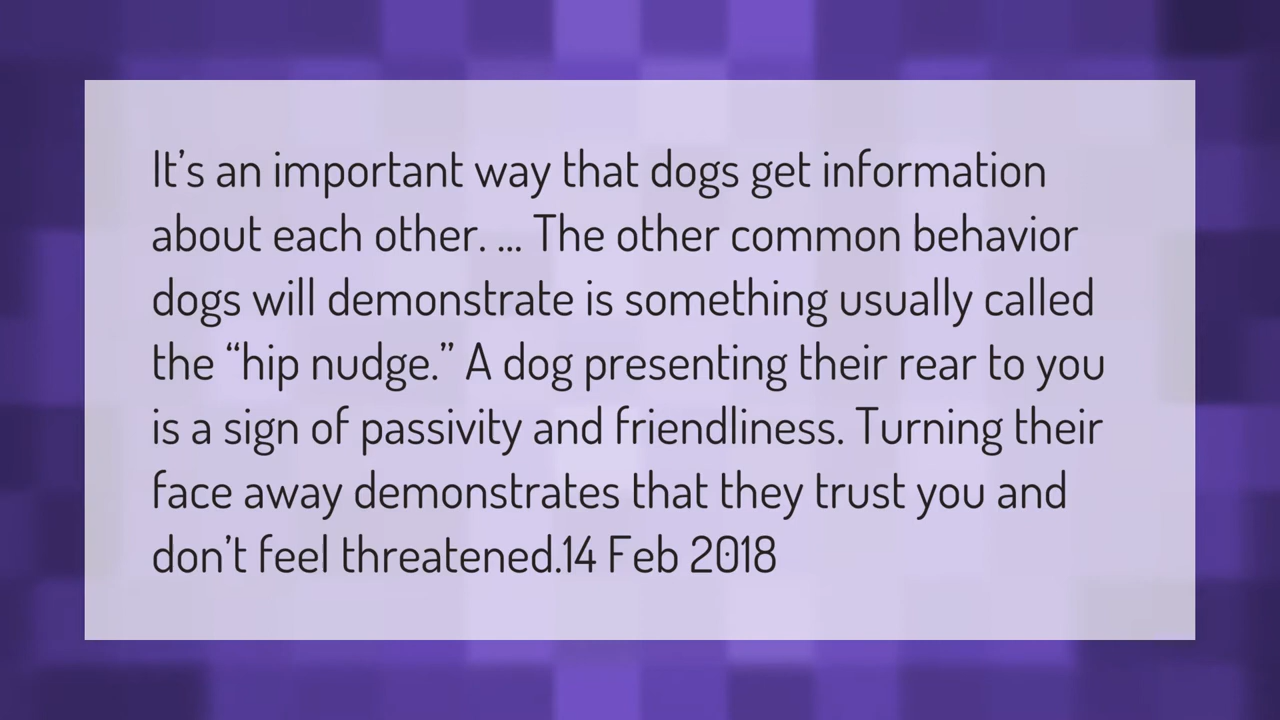 It’s an important way that dogs get information
about each other. ... The other common behavior
dogs will demonstrate is something usually called
the “hip nudge.” A dog presenting their rear to you
is a sign of passivity and friendliness. Turning their
face away demonstrates that they trust you and
don’t feel threatened.14 Feb 2018